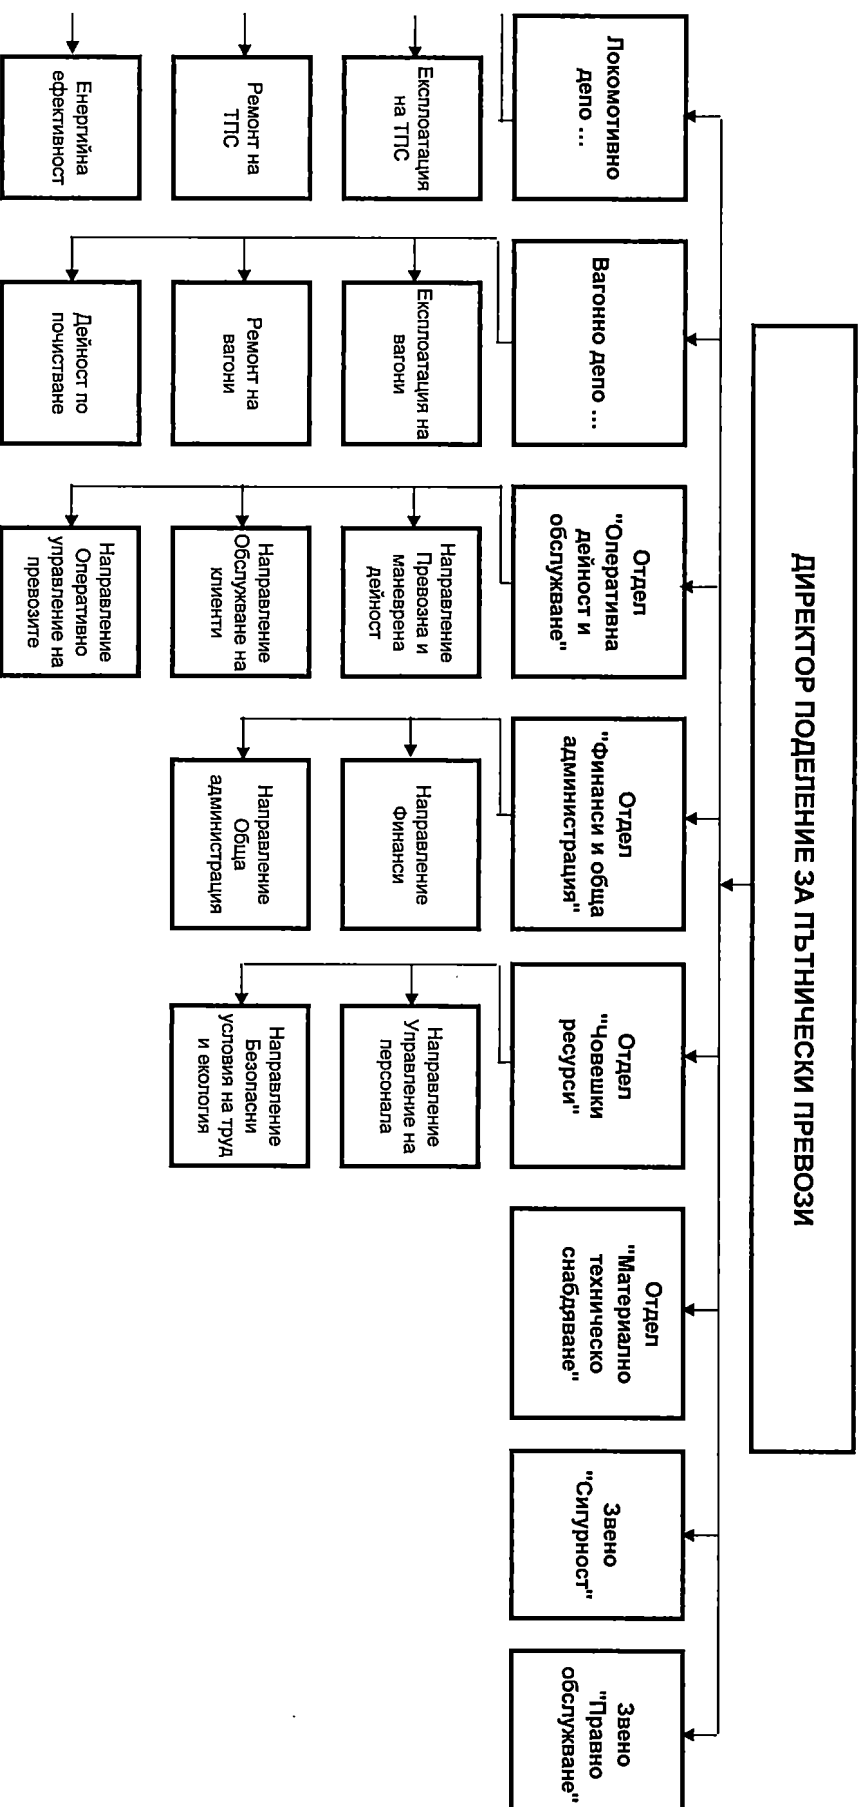 ДИРЕКТОР ПОДЕЛЕНИЕ ЗА ПЪТНИЧЕСКИ ПРЕВОЗИ
Локомотивно
депо ...
Вагонно депо ...
Отдел
"Оперативна
дейност и
обслужване"
Отдел
"Финанси и обща
администрация"
Отдел
"Човешки
ресурси"
Отдел
"Материално
техническо
снабдяване"
Звено
"Сигурност"
Звено
"Правно
обслужване"
Експлоатация
на ТПС
Експлоатация на
вагони
Направление
Превозна и
маневрена
дейност
Направление
Финанси
Направление
Управление на
персонала
Ремонт на
ТПС
Ремонт на
вагони
Направление
Обслужване на
клиенти
Направление
Обща
администрация
Направление
Безопасни
условия на труд
и екология
Енергийна
ефективност
Дейност по
почистване
Направление
Оперативно
управление на
превозите